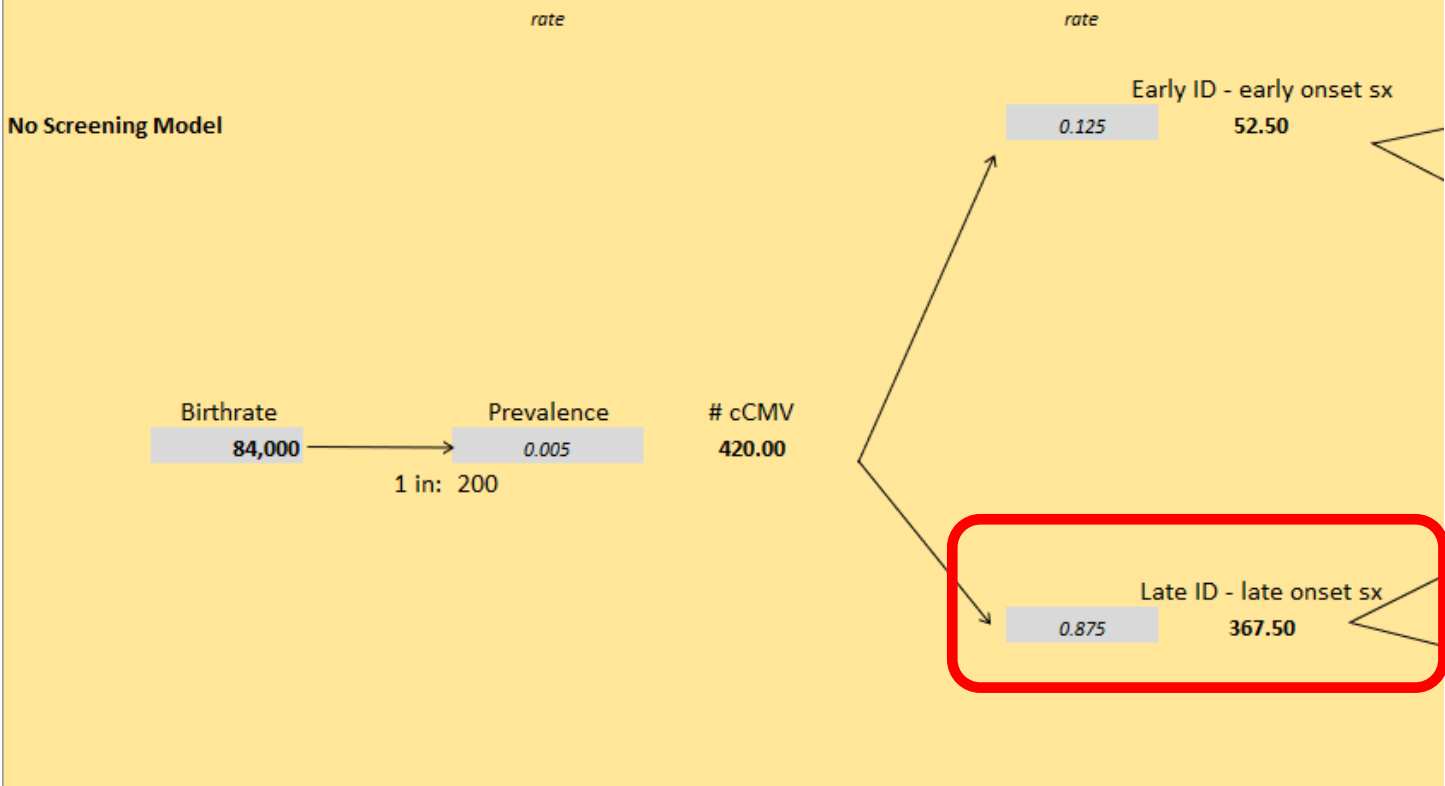 rate rate
Early ID - early onset sx
No Screening Model 0.125 52.50
Birthrate Prevalence # cCMV
84,000 0.005 420.00
1 in: 200
Late ID - late onset sx
0.875 367.50